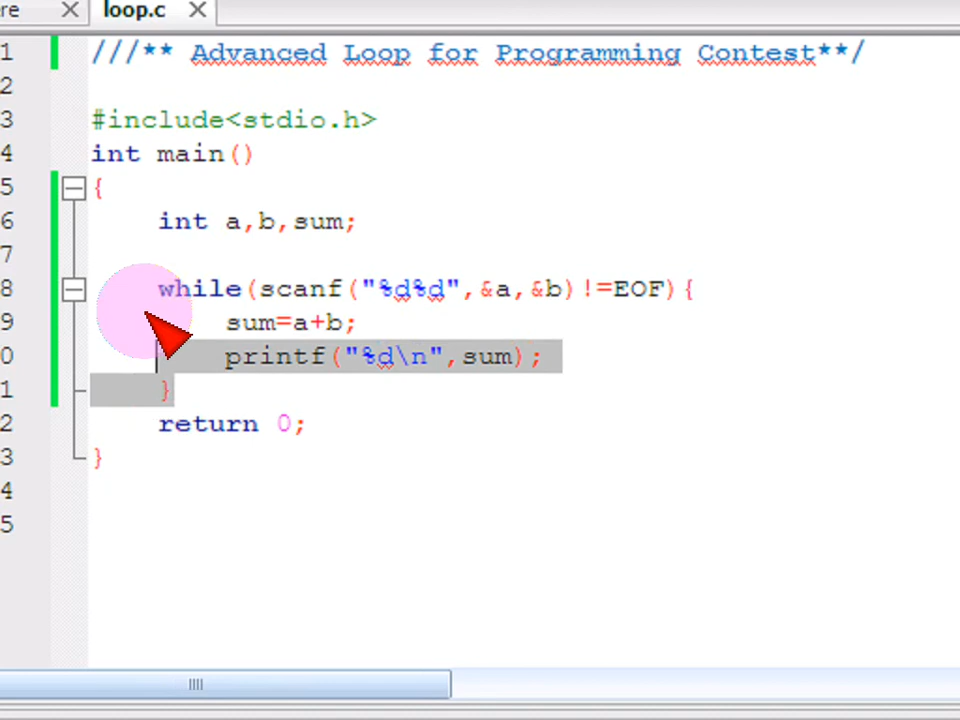 re
loop.c
1 ///** Advanced Loop for Programming Contest**/
2
3 #include<stdio.h>
4 int main()
5 {
6 int a,b,sum;
7
8 while(scanf("%d%d",&a,&b)!=EOF){
9 sum=a+b;
0 printf("%d\n",sum);
1 }
2 return 0;
3 }
4
5